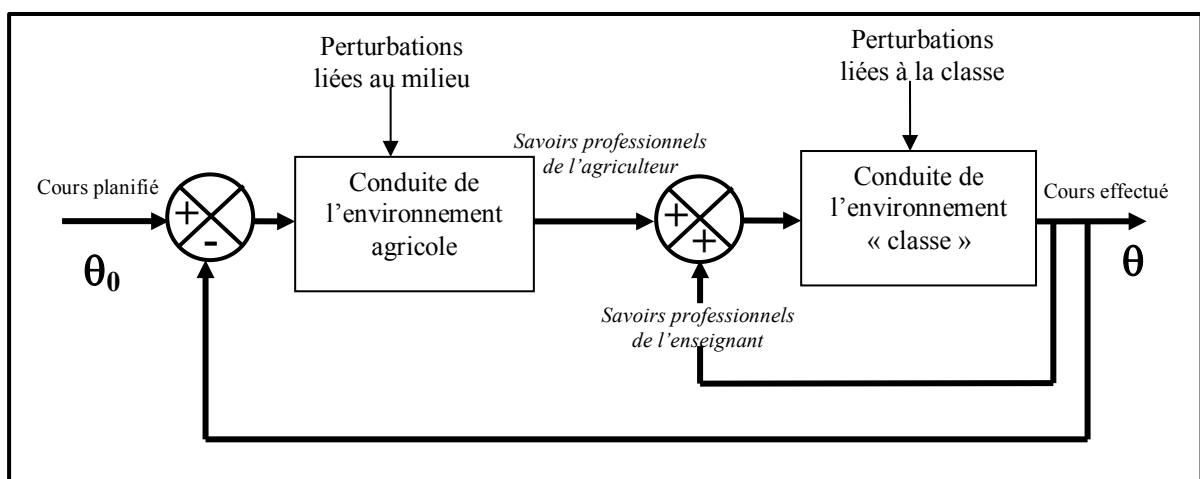 Perturbations
liées au milieu
Perturbations
liées à la classe
Savoirs professionnels
de l’agriculteur
Cours planifié
+
-
Conduite de
l’environnement
agricole
+
+
Conduite de
l’environnement
« classe »
Cours effectué
θ0
θ
Savoirs professionnels
de l’enseignant